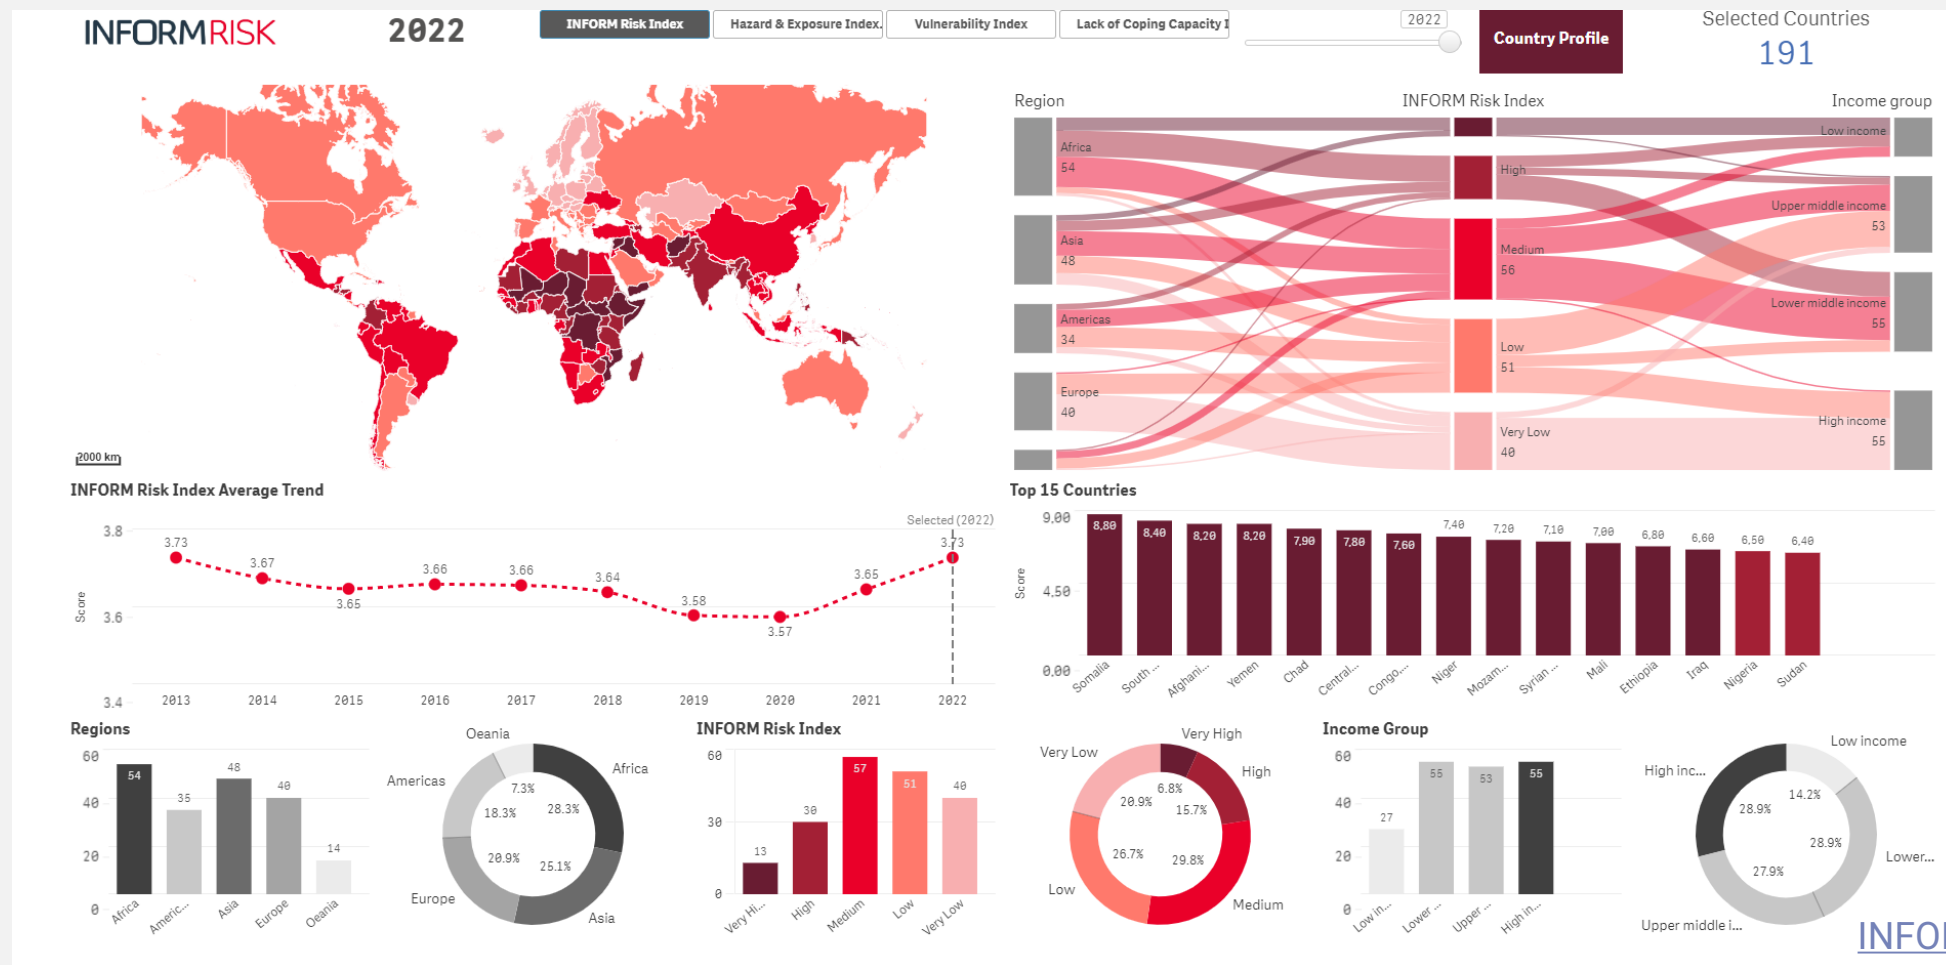 INFORMRISK
2022
INFORM Risk Index
Hazard & Exposure Index.
Vulnerability Index
Lack of Coping Capacity I
2022
Country Profile
Selected Countries
191
2000 km
Region
INFORM Risk Index
Income group
Africa
54
Asia
48
Americas
34
Europe
40
High
Medium
56
Low
51
Very Low
40
Low income
Upper middle income
53
Lower middle income
55
High income
55
INFORM Risk Index Average Trend
Selected (2022)
Score
3.8
3.6
3.4
3.73
3.67
3.65
3.66
3.66
3.64
3.58
3.57
3.65
3.73
2013
2014
2015
2016
2017
2018
2019
2020
2021
2022
Top 15 Countries
Score
9,00
4,50
0,00
8,80
8,40
8,20
8,20
7,90
7,80
7,60
7,40
7,20
7,10
7,00
6,80
6,60
6,50
6,40
Somalia
South ...
Afghani...
Yemen
Chad
Central...
Congo...
Niger
Mozam...
Syrian ...
Mali
Ethiopia
Iraq
Nigeria
Sudan
Regions
60
40
20
0
54
35
48
40
14
Africa
Americ...
Asia
Europe
Oeania
Oeania
Africa
Americas
Europe
Asia
7.3%
28.3%
18.3%
20.9%
25.1%
INFORM Risk Index
60
30
0
13
30
57
51
40
Very Hi...
High
Medium
Low
Very Low
Very High
Very Low
High
Low
Medium
6.8%
20.9%
15.7%
26.7%
29.8%
Income Group
60
40
20
0
27
55
53
55
Low in...
Lower ...
Upper ...
High in...
Low income
High inc...
Lower...
Upper middle i...
14.2%
28.9%
28.9%
27.9%